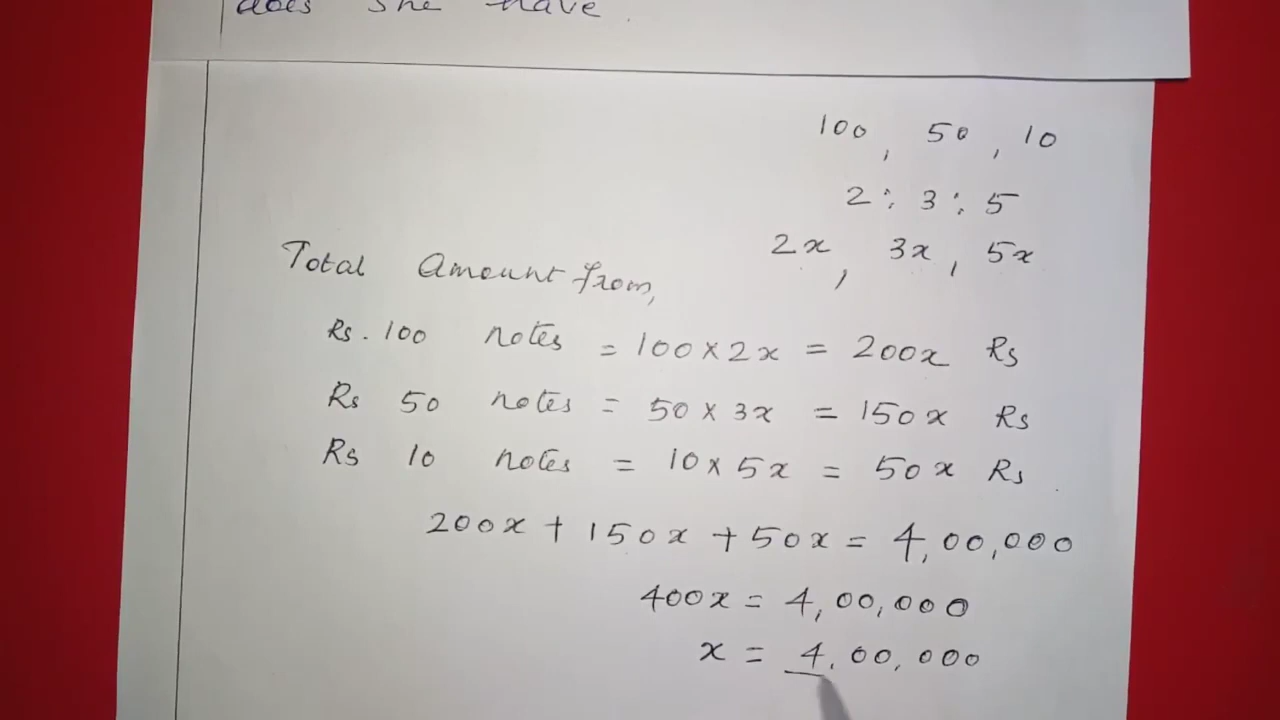 does she have
100, 50, 10
2 : 3 : 5
2x, 3x, 5x
Total Amount from,
Rs. 100 notes = 100 × 2x = 200x Rs
Rs 50 notes = 50 × 3x = 150x Rs
Rs 10 notes = 10 × 5x = 50x Rs
200x + 150x + 50x = 4,00,000
400x = 4,00,000
x = 4,00,000